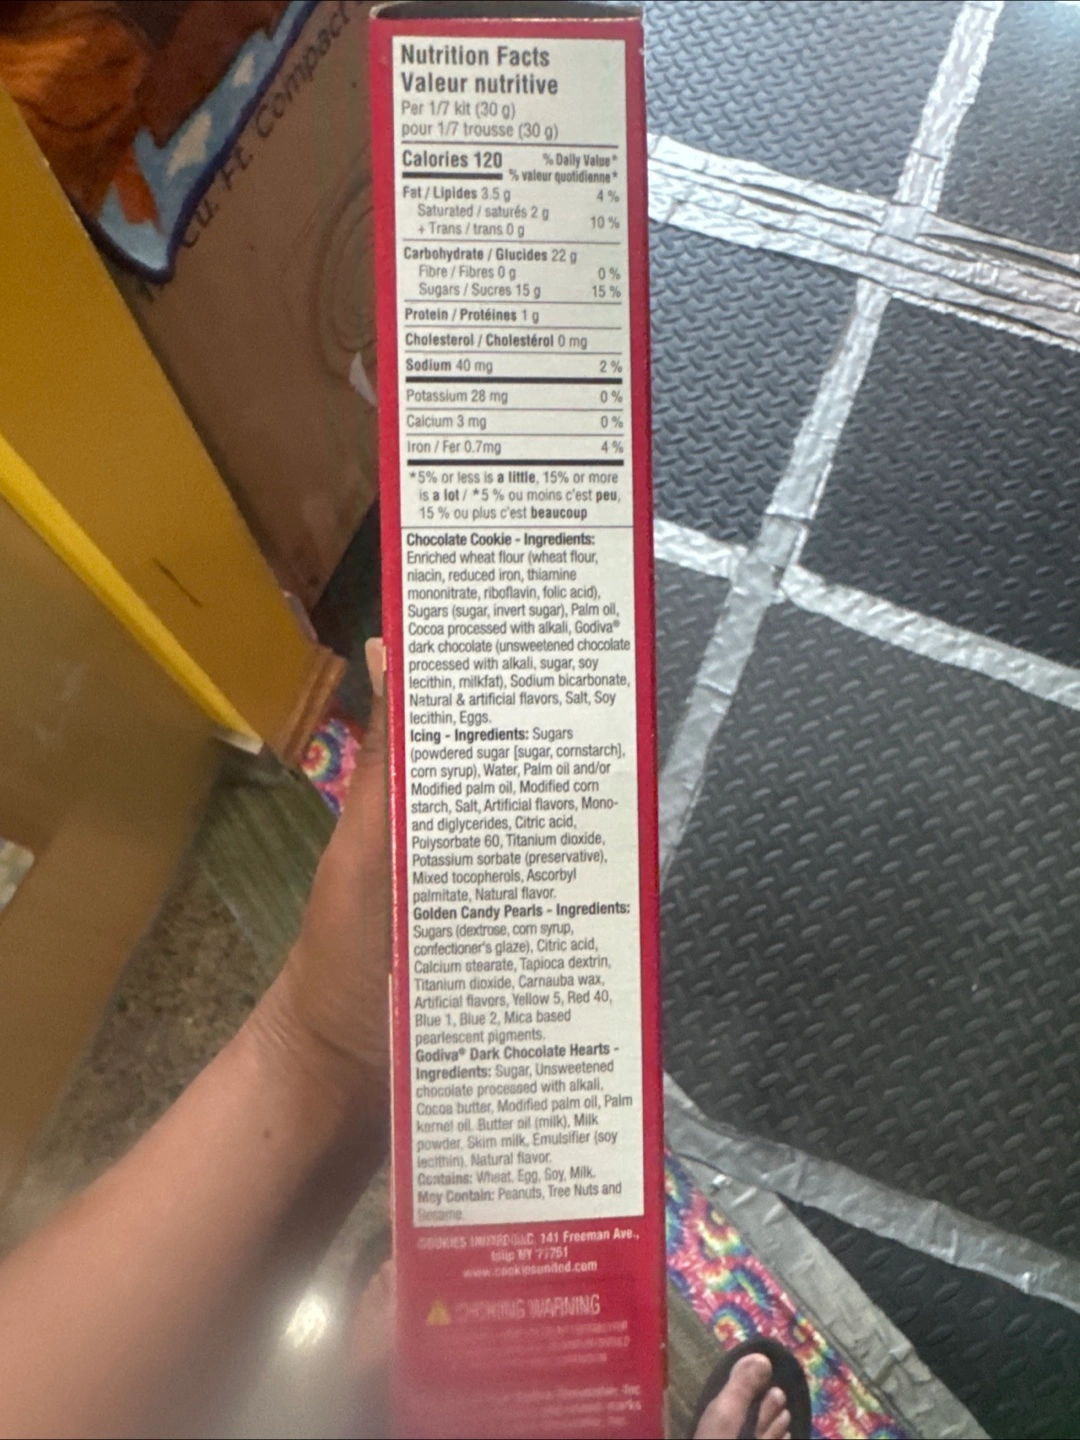 Nutrition Facts
Valeur nutritive
Per 1/7 kit (30 g)
pour 1/7 trousse (30 g)
Calories 120 % Daily Value*
% valeur quotidienne*
Fat / Lipides 3.5 g 4 %
Saturated / saturés 2 g
+ Trans / trans 0 g 10 %
Carbohydrate / Glucides 22 g
Fibre / Fibres 0 g 0 %
Sugars / Sucres 15 g 15 %
Protein / Protéines 1 g
Cholesterol / Cholestérol 0 mg
Sodium 40 mg 2 %
Potassium 28 mg 0 %
Calcium 3 mg 0 %
Iron / Fer 0.7mg 4 %
*5% or less is a little, 15% or more
is a lot / *5 % ou moins c'est peu,
15 % ou plus c'est beaucoup
Chocolate Cookie - Ingredients:
Enriched wheat flour (wheat flour,
niacin, reduced iron, thiamine
mononitrate, riboflavin, folic acid),
Sugars (sugar, invert sugar), Palm oil,
Cocoa processed with alkali, Godiva®
dark chocolate (unsweetened chocolate
processed with alkali, sugar, soy
lecithin, milkfat), Sodium bicarbonate,
Natural & artificial flavors, Salt, Soy
lecithin, Eggs.
Icing - Ingredients: Sugars
(powdered sugar [sugar, cornstarch],
corn syrup), Water, Palm oil and/or
Modified palm oil, Modified corn
starch, Salt, Artificial flavors, Mono-
and diglycerides, Citric acid,
Polysorbate 60, Titanium dioxide,
Potassium sorbate (preservative),
Mixed tocopherols, Ascorbyl
palmitate, Natural flavor.
Golden Candy Pearls - Ingredients:
Sugars (dextrose, corn syrup,
confectioner's glaze), Citric acid,
Calcium stearate, Tapioca dextrin,
Titanium dioxide, Carnauba wax,
Artificial flavors, Yellow 5, Red 40,
Blue 1, Blue 2, Mica based
pearlescent pigments.
Godiva® Dark Chocolate Hearts -
Ingredients: Sugar, Unsweetened
chocolate processed with alkali,
Cocoa butter, Modified palm oil, Palm
kernel oil, Butter oil (milk), Milk
powder, Skim milk, Emulsifier (soy
lecithin), Natural flavor.
Contains: Wheat, Egg, Soy, Milk.
May Contain: Peanuts, Tree Nuts and
Sesame
COOKIES 141 Freeman Ave.,
www.cookiesunited.com
CHOKING WARNING
Cu. Ft. Compact